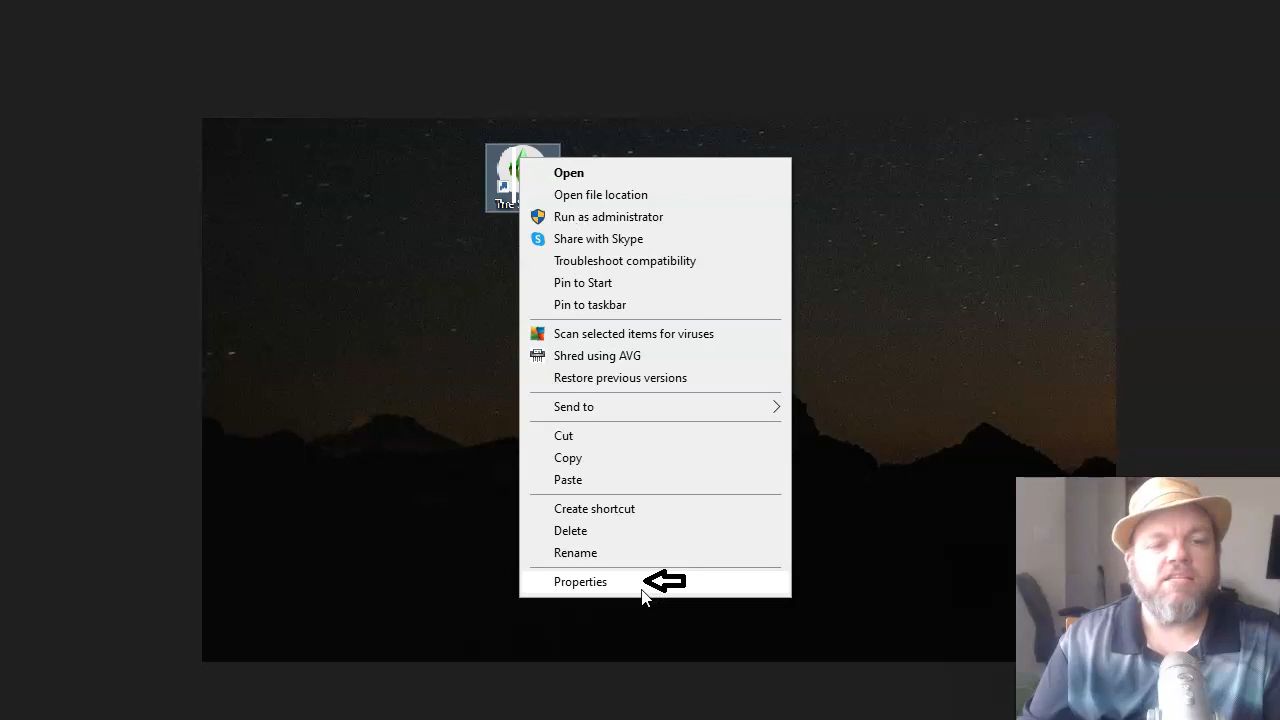 The
Open
Open file location
Run as administrator
Share with Skype
Troubleshoot compatibility
Pin to Start
Pin to taskbar
Scan selected items for viruses
Shred using AVG
Restore previous versions
Send to
Cut
Copy
Paste
Create shortcut
Delete
Rename
Properties